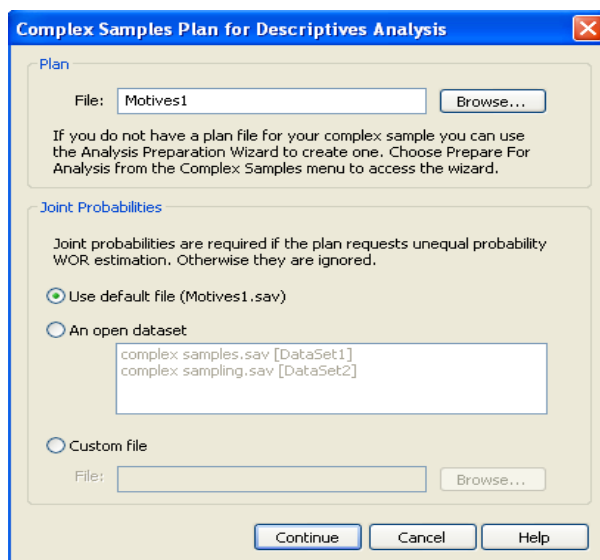 Complex Samples Plan for Descriptives Analysis
Plan
File: Motives1 Browse...
If you do not have a plan file for your complex sample you can use
the Analysis Preparation Wizard to create one. Choose Prepare For
Analysis from the Complex Samples menu to access the wizard.
Joint Probabilities
Joint probabilities are required if the plan requests unequal probability
WOR estimation. Otherwise they are ignored.
Use default file (Motives1.sav)
An open dataset
complex samples.sav [DataSet1]
complex sampling.sav [DataSet2]
Custom file
File: Browse...
Continue Cancel Help